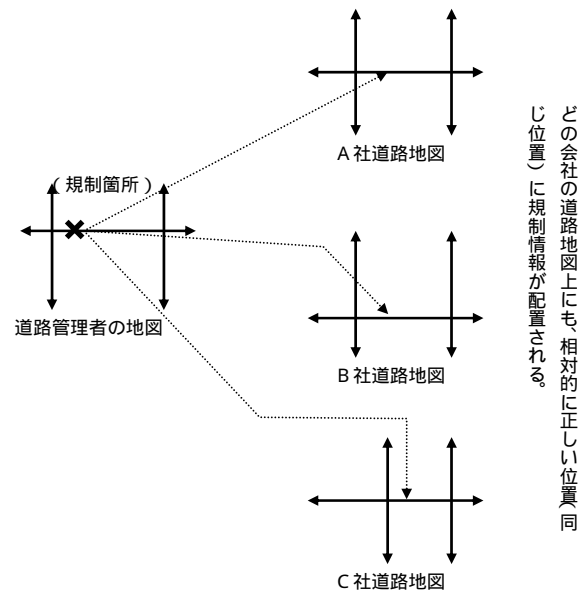 A社道路地図
（規制箇所）
道路管理者の地図
B社道路地図
C社道路地図
どの会社の道路地図上にも、相対的に正しい位置（同
じ位置）に規制情報が配置される。